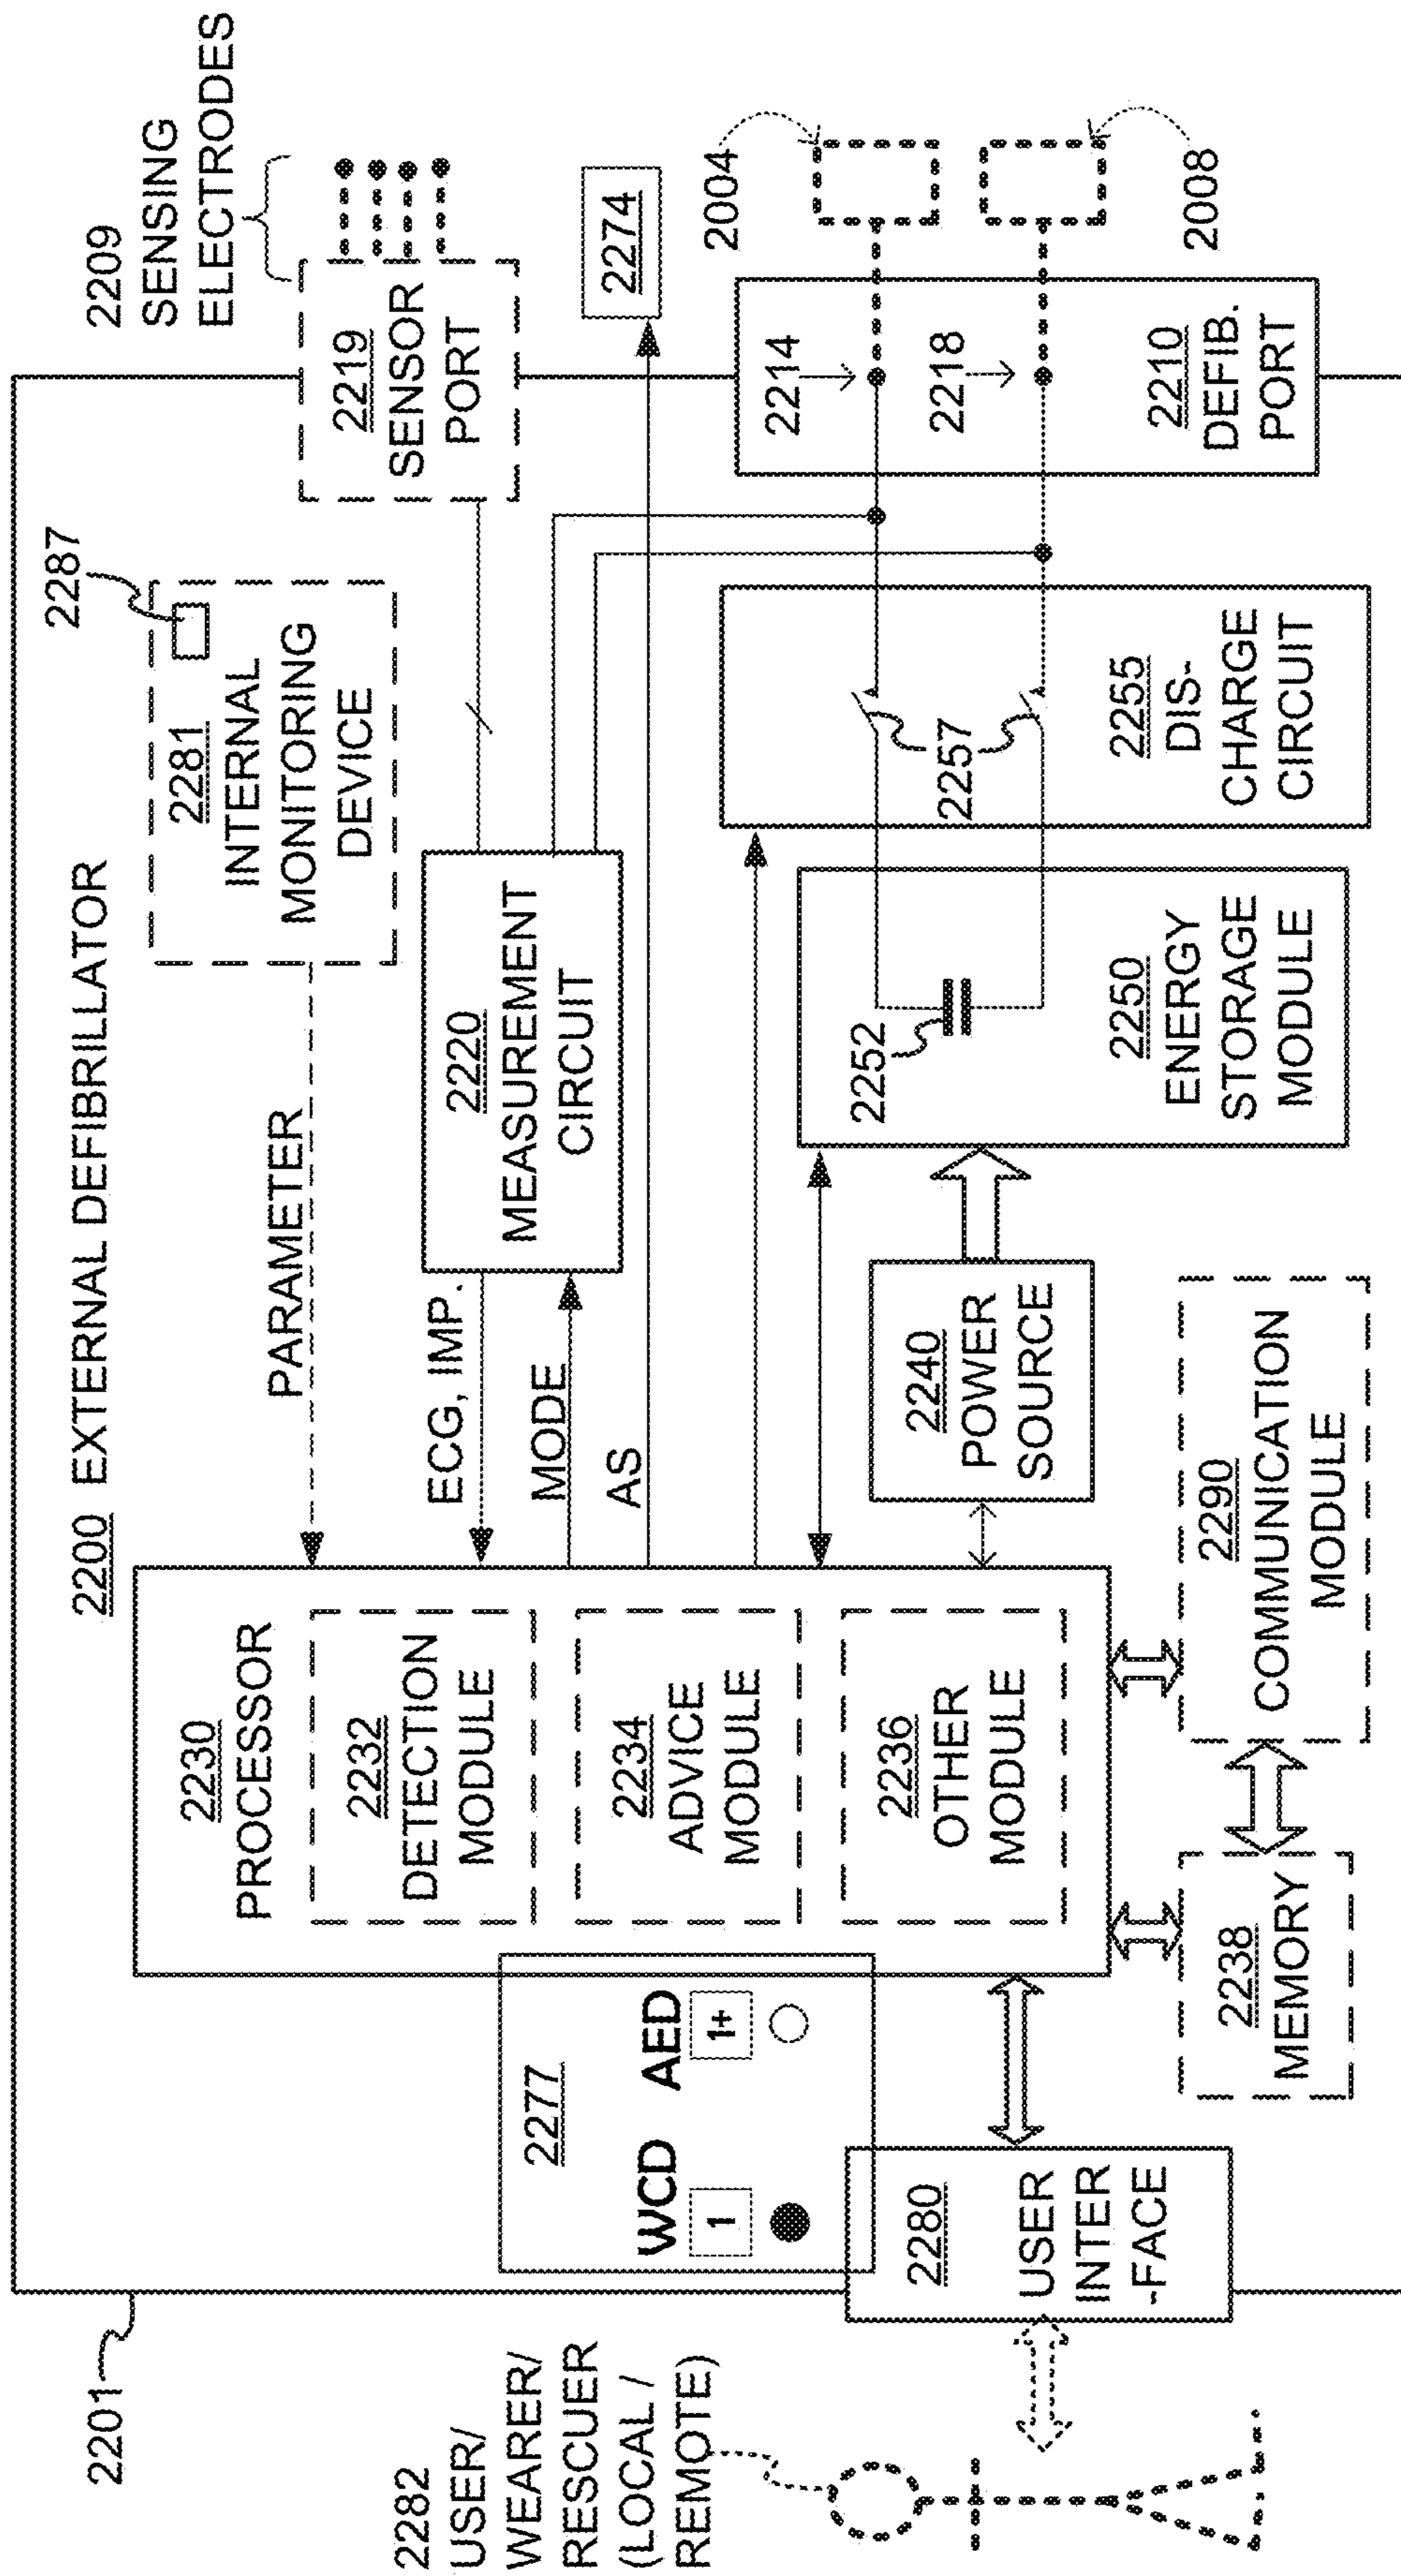 2200 EXTERNAL DEFIBRILLATOR
2201
2287
2281
INTERNAL
MONITORING
DEVICE
2209
SENSING
ELECTRODES
2219
SENSOR
PORT
PARAMETER
2230
PROCESSOR
2232
DETECTION
MODULE
2234
ADVICE
MODULE
2236
OTHER
MODULE
ECG, IMP.
MODE
AS
2220
MEASUREMENT
CIRCUIT
2274
2004
2008
2214
2218
2210
DEFIB.
PORT
2257
2255
DIS-
CHARGE
CIRCUIT
2252
2250
ENERGY
STORAGE
MODULE
2240
POWER
SOURCE
2290
COMMUNICATION
MODULE
2238
MEMORY
2277
WCD AED
1 1+
2280
USER
INTER
-FACE
2282
USER/
WEARER/
RESCUER
(LOCAL /
REMOTE)